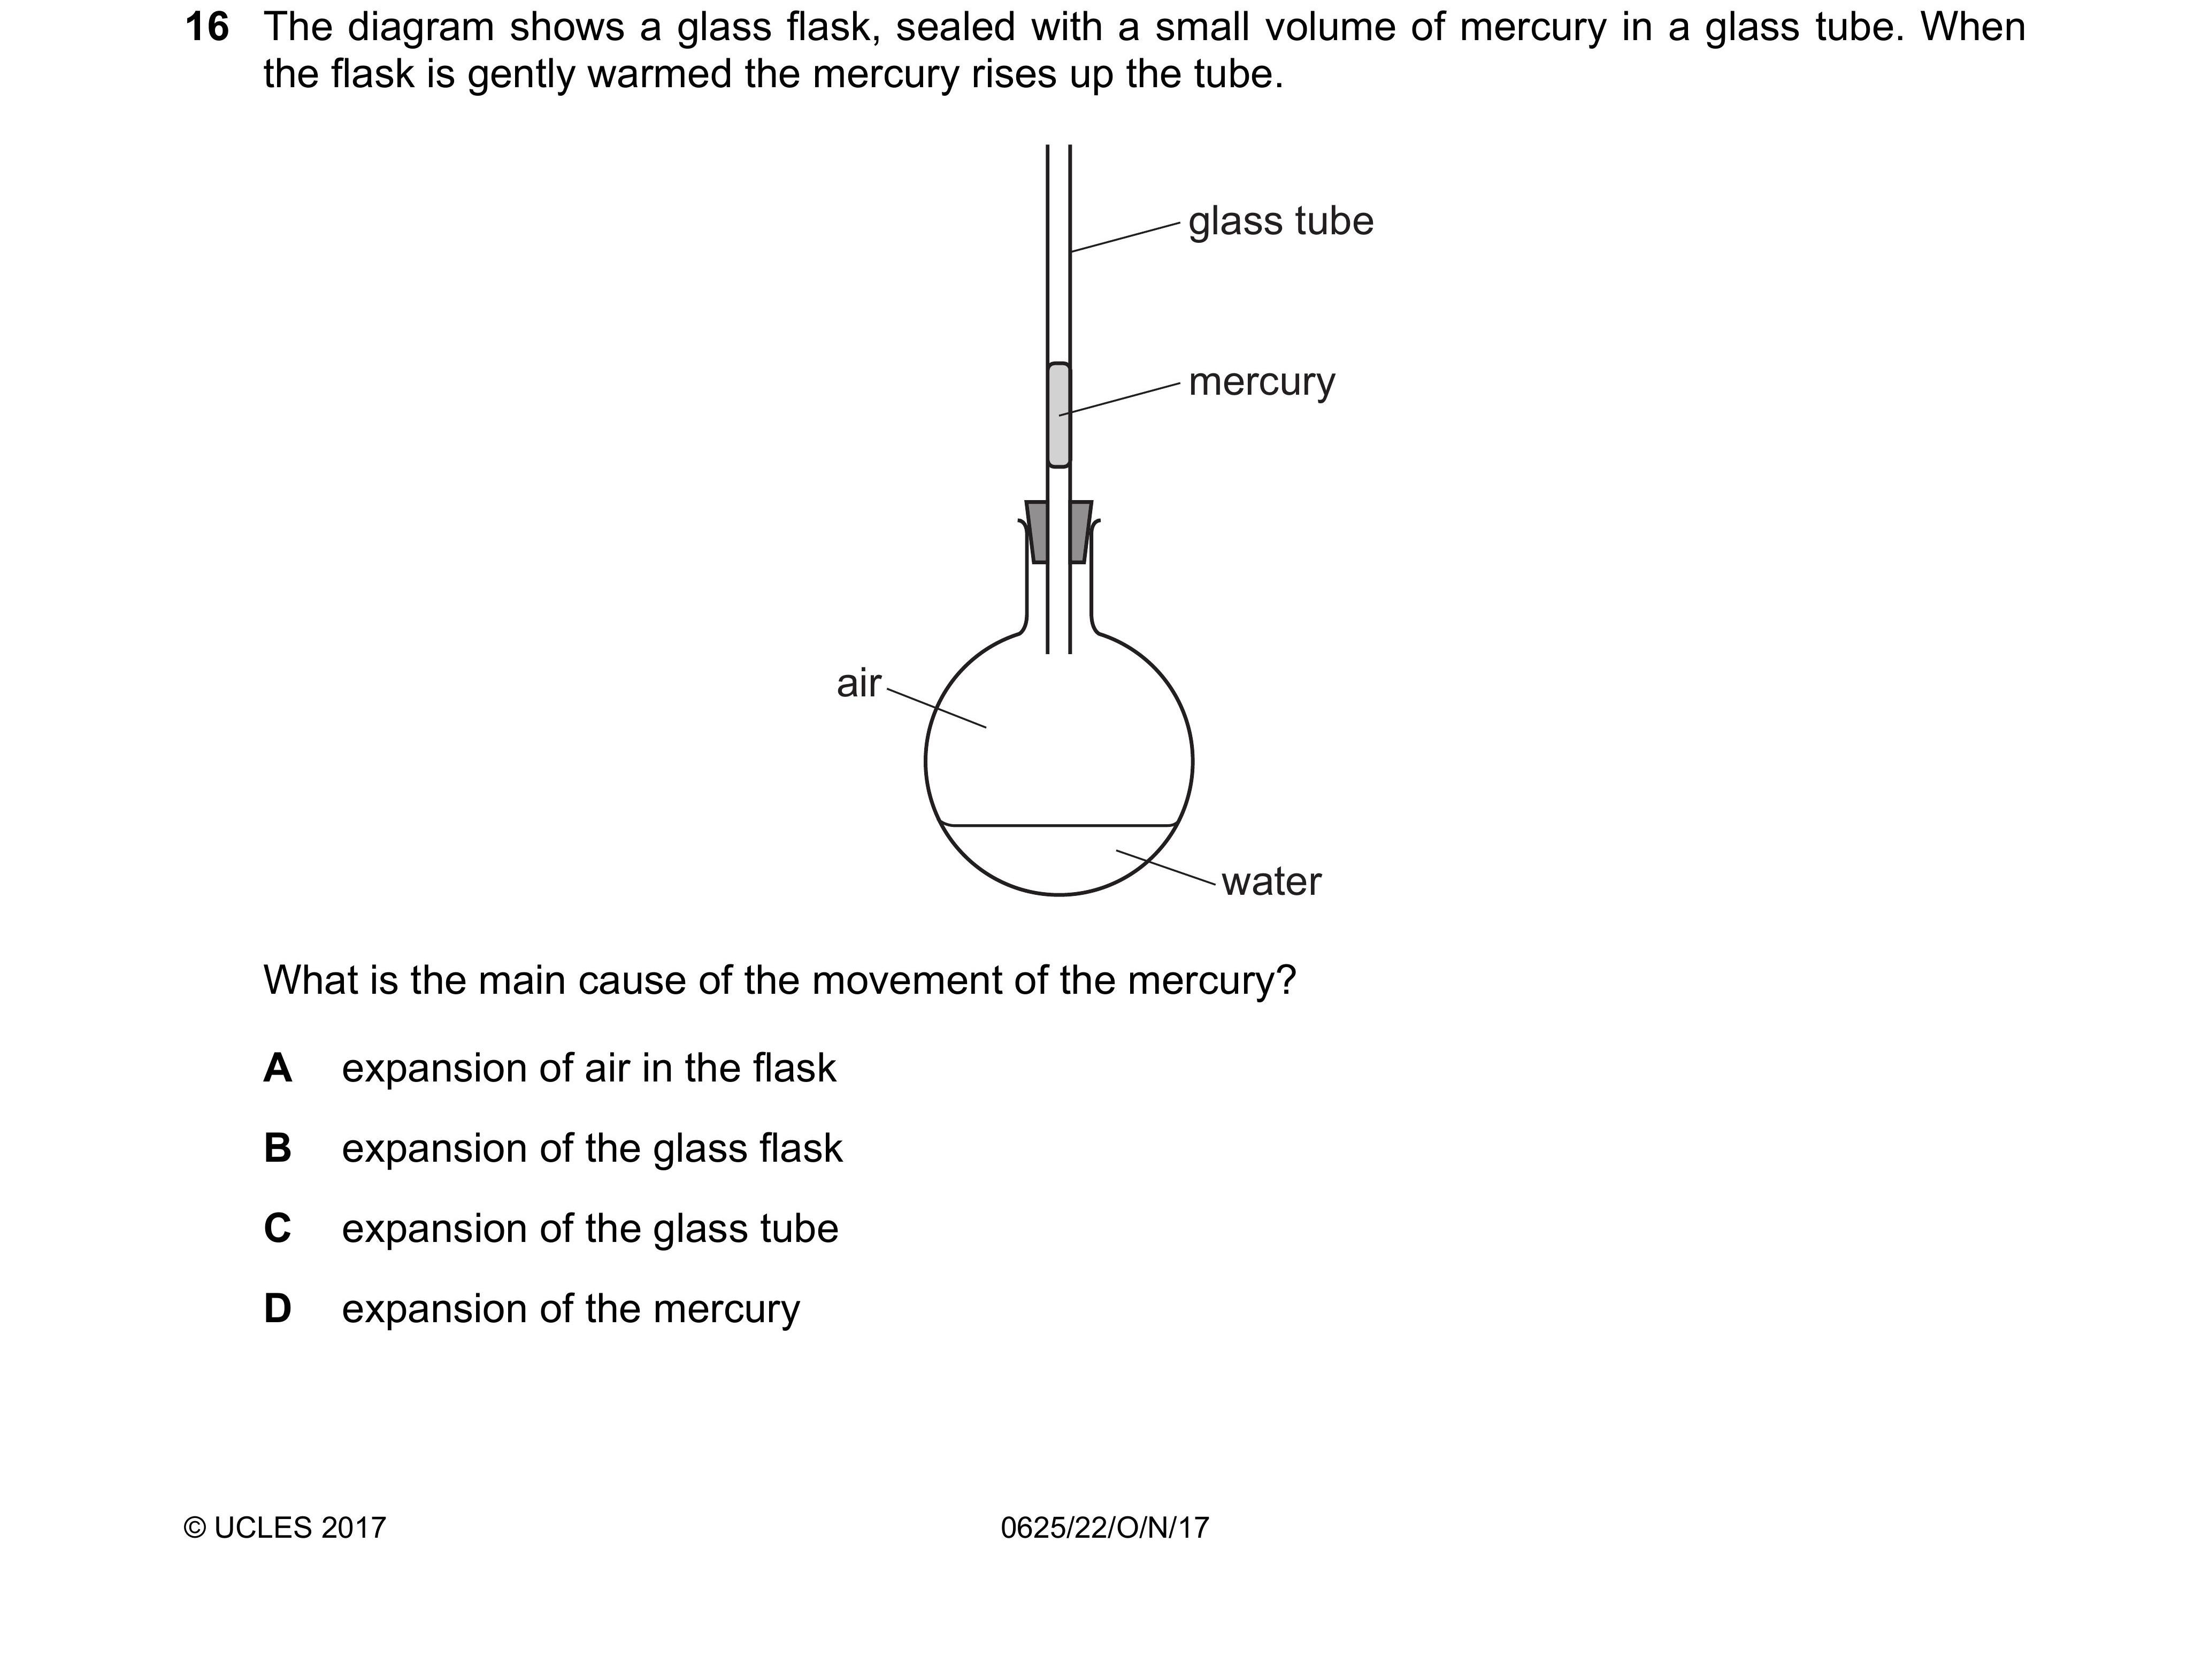 16 The diagram shows a glass flask, sealed with a small volume of mercury in a glass tube. When
the flask is gently warmed the mercury rises up the tube.
glass tube
mercury
air
water
What is the main cause of the movement of the mercury?
A expansion of air in the flask
B expansion of the glass flask
C expansion of the glass tube
D expansion of the mercury
© UCLES 2017 0625/22/O/N/17